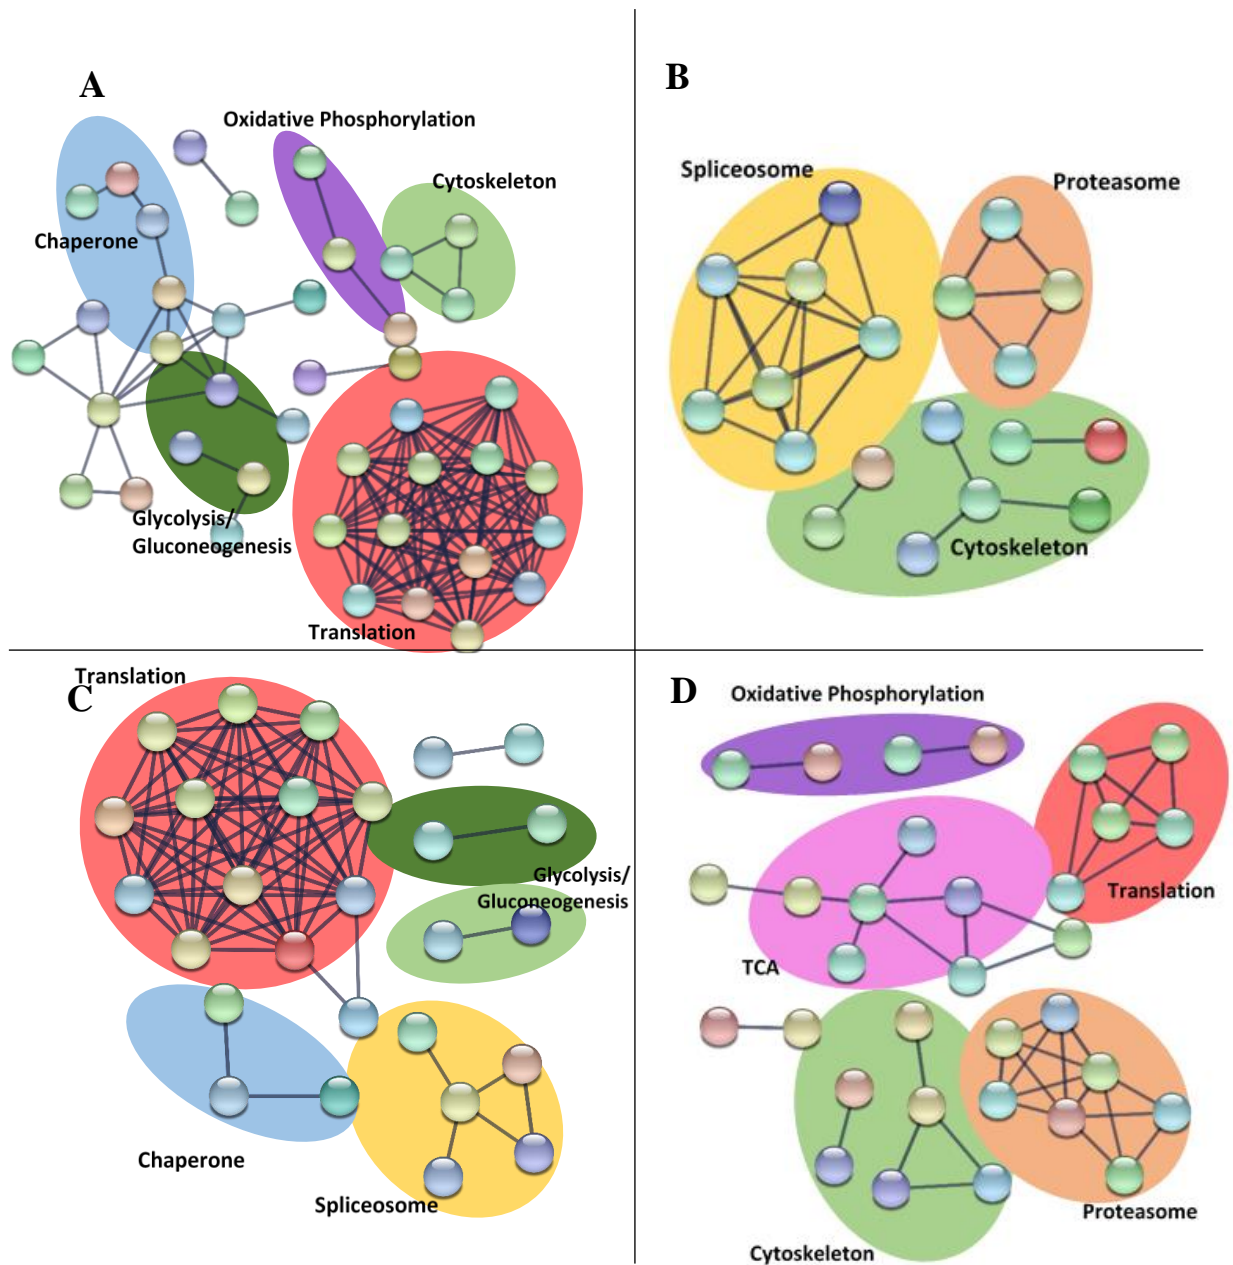 A
Oxidative Phosphorylation
Cytoskeleton
Chaperone
Glycolysis/
Gluconeogenesis
Translation
B
Spliceosome
Proteasome
Cytoskeleton
Translation
C
Glycolysis/
Gluconeogenesis
Chaperone
Spliceosome
D
Oxidative Phosphorylation
Translation
TCA
Proteasome
Cytoskeleton